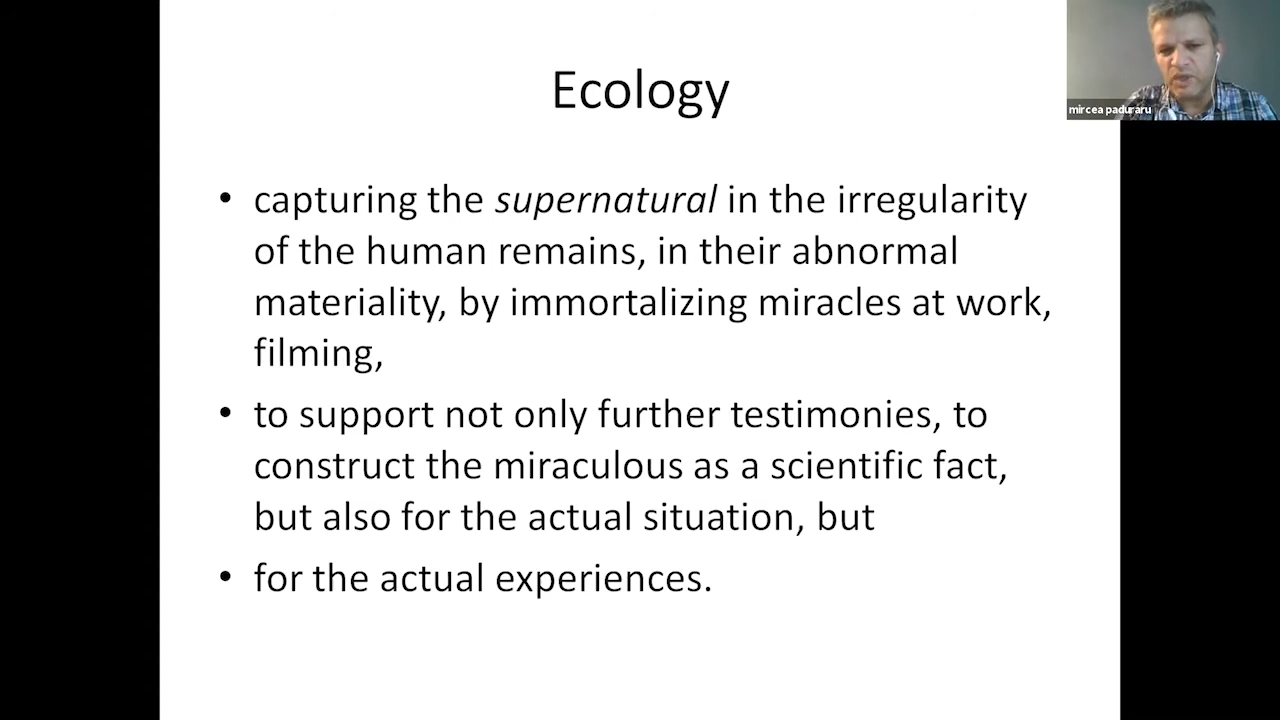 Ecology
mircea paduraru
• capturing the supernatural in the irregularity
of the human remains, in their abnormal
materiality, by immortalizing miracles at work,
filming,
• to support not only further testimonies, to
construct the miraculous as a scientific fact,
but also for the actual situation, but
• for the actual experiences.